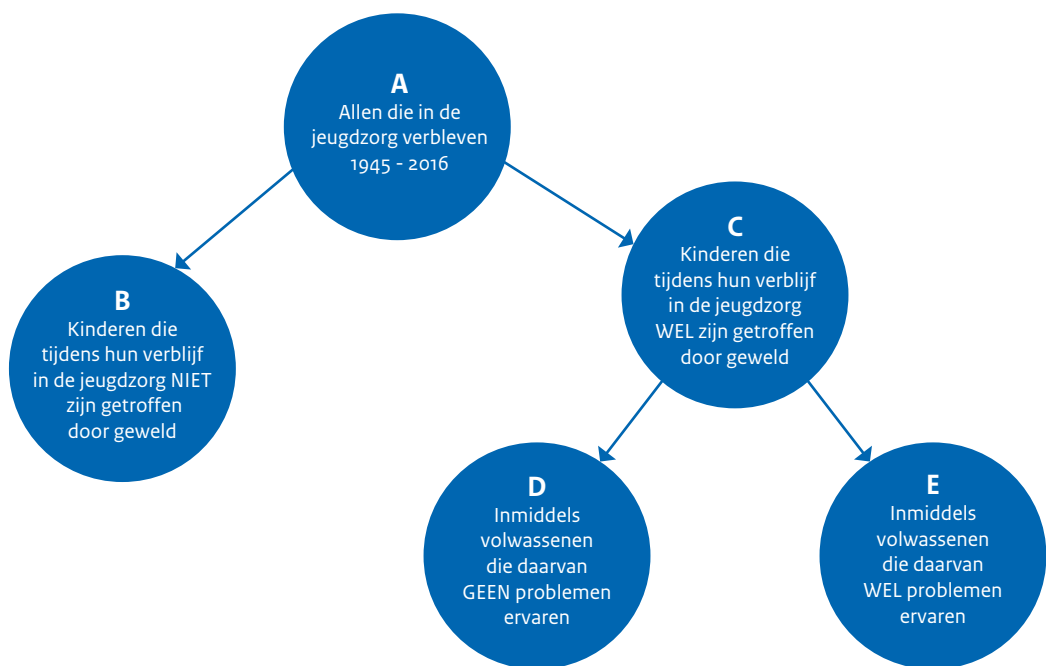 A
Allen die in de
jeugdzorg verbleven
1945 - 2016
B
Kinderen die
tijdens hun verblijf
in de jeugdzorg NIET
zijn getroffen
door geweld
C
Kinderen die
tijdens hun verblijf
in de jeugdzorg
WEL zijn getroffen
door geweld
D
Inmiddels
volwassenen
die daarvan
GEEN problemen
ervaren
E
Inmiddels
volwassenen
die daarvan
WEL problemen
ervaren